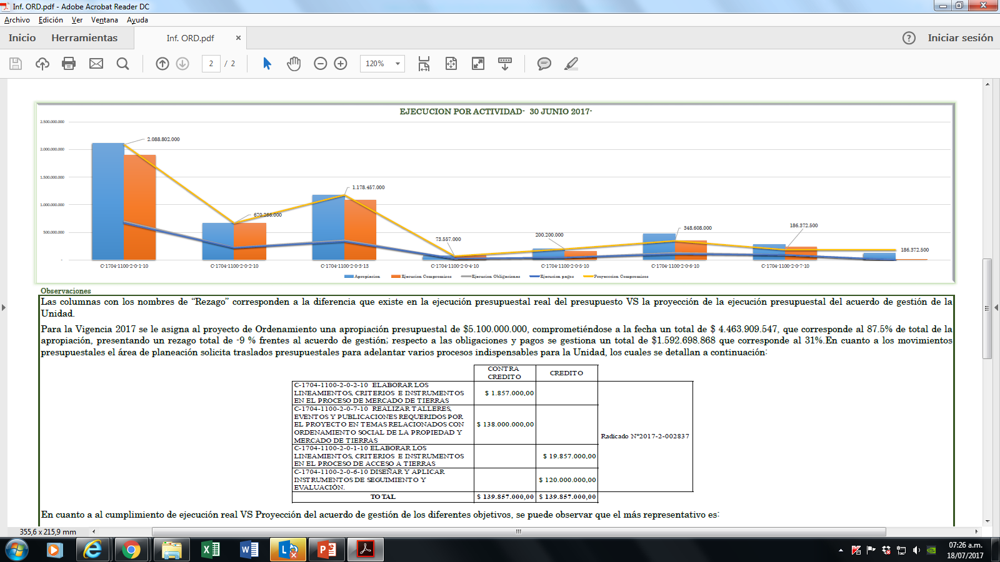 Inf. ORD.pdf - Adobe Acrobat Reader DC
Archivo Edición Ver Ventana Ayuda
Inicio Herramientas Inf. ORD.pdf × ? Iniciar sesión
2 / 2 120%
EJECUCION POR ACTIVIDAD- 30 JUNIO 2017-
2.500.000.000
2.088.802.000
2.000.000.000
1.500.000.000
1.178.457.000
1.000.000.000
670.266.000
500.000.000
73.557.000
200.200.000
348.608.000
186.372.500
186.372.500
-
C-1704-1100-2-0-1-10 C-1704-1100-2-0-2-10 C-1704-1100-2-0-3-13 C-1704-1100-2-0-4-10 C-1704-1100-2-0-5-10 C-1704-1100-2-0-6-10 C-1704-1100-2-0-7-10
Apropiacion Ejecucion Compromisos Ejecucion Obligaciones Ejecucion pagos Proyecccion Compromisos
Observaciones
Las columnas con los nombres de “Rezago” corresponden a la diferencia que existe en la ejecución presupuestal real del presupuesto VS la proyección de la ejecución presupuestal del acuerdo de gestión de la
Unidad.
Para la Vigencia 2017 se le asigna al proyecto de Ordenamiento una apropiación presupuestal de $5.100.000.000, comprometiéndose a la fecha un total de $ 4.463.909.547, que corresponde al 87.5% de total de la
apropiación, presentando un rezago total de -9 % frentes al acuerdo de gestión; respecto a las obligaciones y pagos se gestiona un total de $1.592.698.868 que corresponde al 31%.En cuanto a los movimientos
presupuestales el área de planeación solicita traslados presupuestales para adelantar varios procesos indispensables para la Unidad, los cuales se detallan a continuación:
CONTRA
CREDITO
CREDITO
C-1704-1100-2-0-2-10 ELABORAR LOS
LINEAMIENTOS, CRITERIOS E INSTRUMENTOS
EN EL PROCESO DE MERCADO DE TIERRAS
$ 1.857.000,00
C-1704-1100-2-0-7-10 REALIZAR TALLERES,
EVENTOS Y PUBLICACIONES REQUERIDOS POR
EL PROYECTO EN TEMAS RELACIONADOS CON
ORDENAMIENTO SOCIAL DE LA PROPIEDAD Y
MERCADO DE TIERRAS
$ 138.000.000,00
Radicado N°2017-2-002837
C-1704-1100-2-0-1-10 ELABORAR LOS
LINEAMIENTOS, CRITERIOS E INSTRUMENTOS
EN EL PROCESO DE ACCESO A TIERRAS
$ 19.857.000,00
C-1704-1100-2-0-6-10 DISEÑAR Y APLICAR
INSTRUMENTOS DE SEGUIMIENTO Y
EVALUACIÓN.
$ 120.000.000,00
TOTAL $ 139.857.000,00 $ 139.857.000,00
En cuanto a al cumplimiento de ejecución real VS Proyección del acuerdo de gestión de los diferentes objetivos, se puede observar que el más representativo es:
355,6 x 215,9 mm
07:26 a.m.
18/07/2017